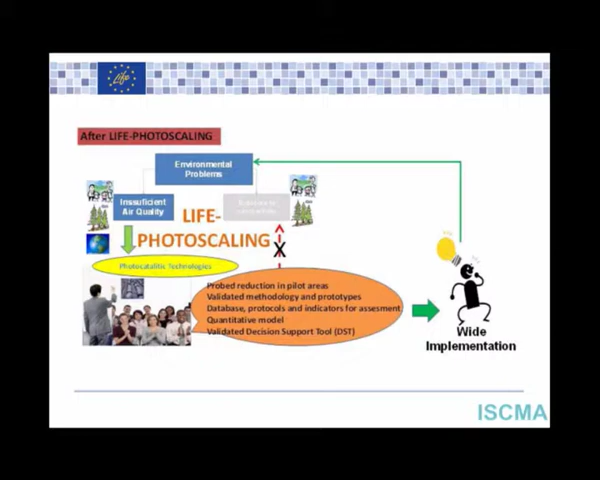 Life
After LIFE-PHOTOSCALING
Environmental
Problems
Inssuficient
Air Quality
LIFE-
PHOTOSCALING
X
Photocatalitic Technologies
Probed reduction in pilot areas
Validated methodology and prototypes
Database, protocols and indicators for assesment
Quantitative model
Validated Decision Support Tool (DST)
Wide
Implementation
ISCMA